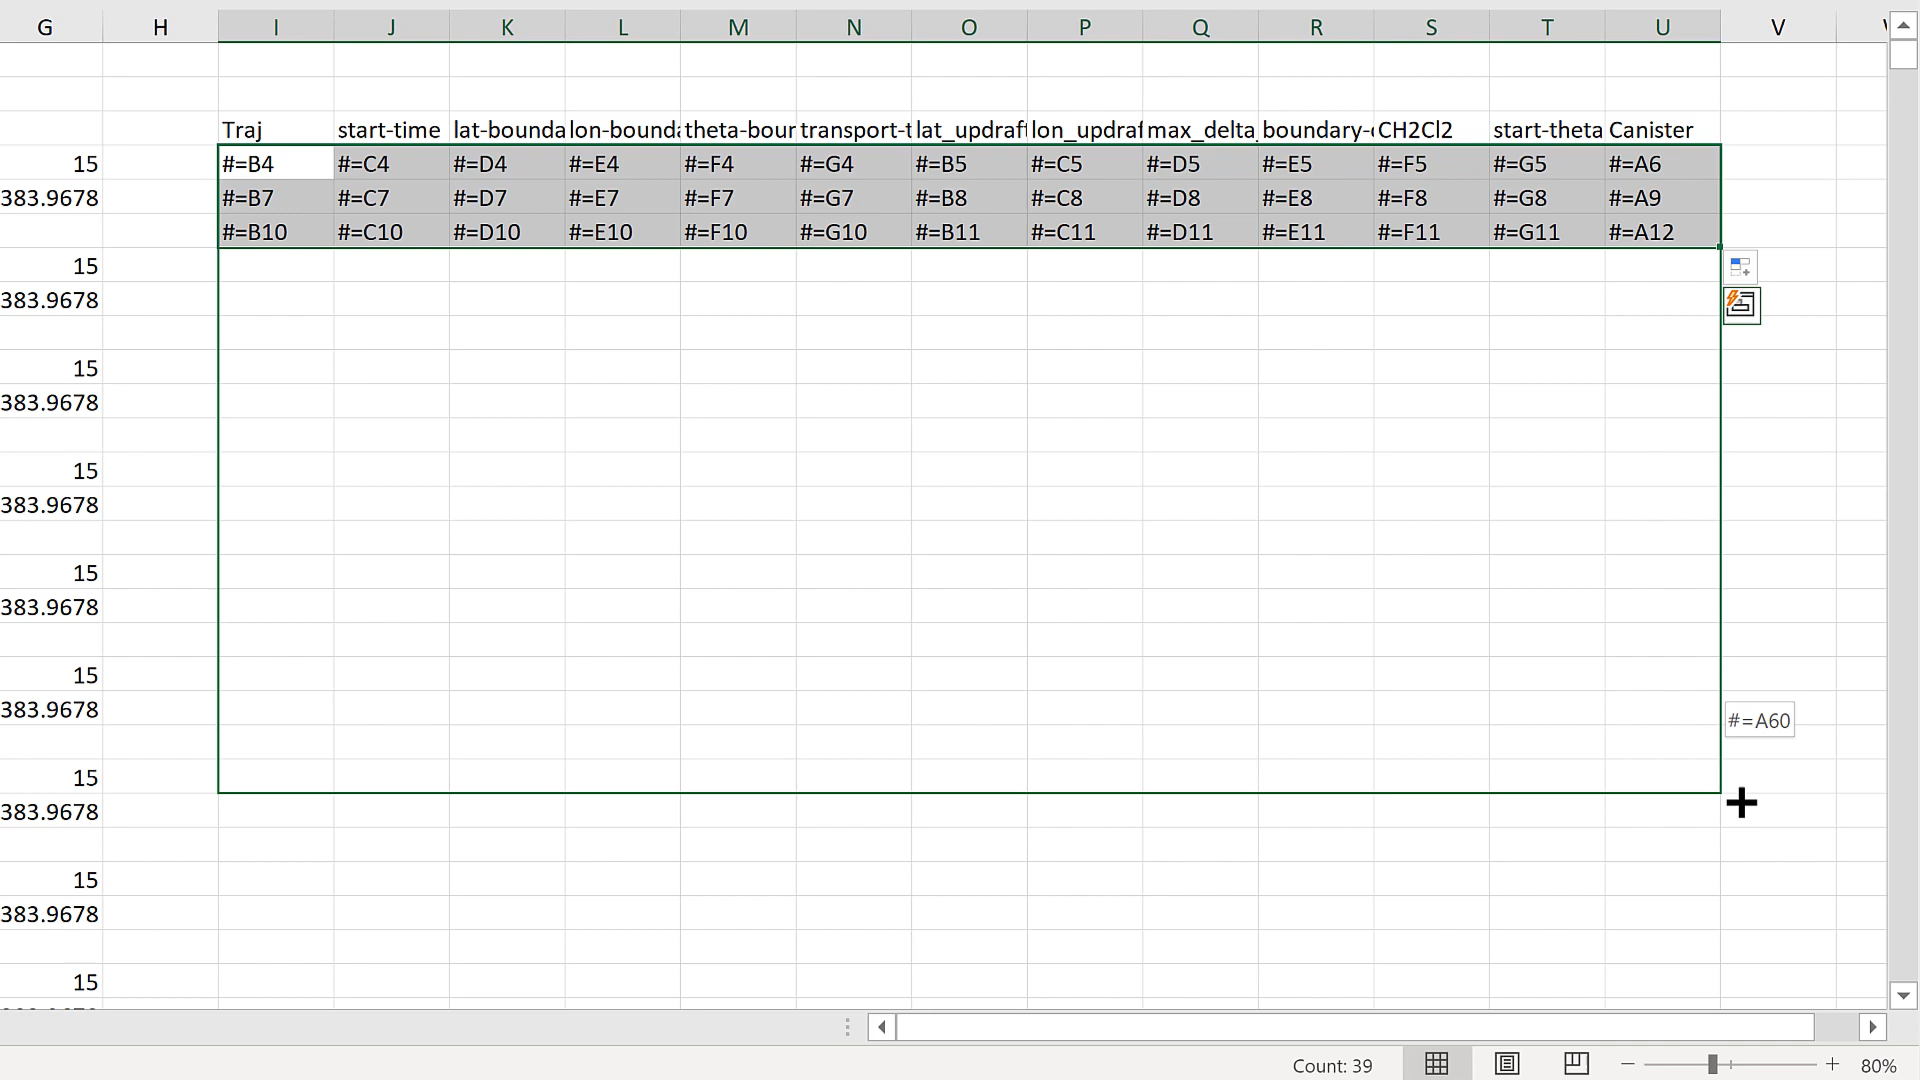 G H I J K L M N O P Q R S T U V
Traj start-time lat-bounda lon-bounda theta-bour transport-t lat_updraft lon_updraf max_delta_ boundary-c CH2Cl2 start-theta Canister
15 #=B4 #=C4 #=D4 #=E4 #=F4 #=G4 #=B5 #=C5 #=D5 #=E5 #=F5 #=G5 #=A6
383.9678 #=B7 #=C7 #=D7 #=E7 #=F7 #=G7 #=B8 #=C8 #=D8 #=E8 #=F8 #=G8 #=A9
#=B10 #=C10 #=D10 #=E10 #=F10 #=G10 #=B11 #=C11 #=D11 #=E11 #=F11 #=G11 #=A12
15
383.9678
15
383.9678
15
383.9678
15
383.9678
15
383.9678
#=A60
15
383.9678
15
383.9678
15
Count: 39 80%